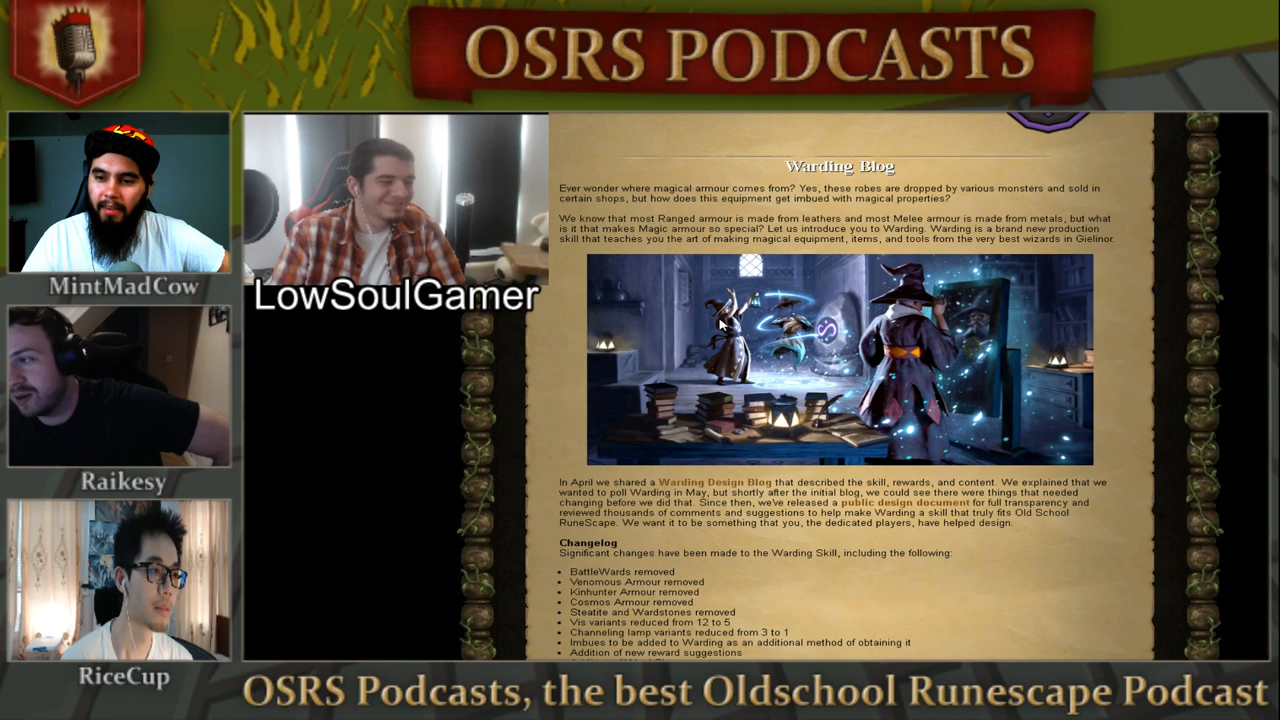 OSRS PODCASTS
MintMadCow
Raikesy
RiceCup
LowSoulGamer
Warding Blog
Ever wonder where magical armour comes from? Yes, these robes are dropped by various monsters and sold in
certain shops, but how does this equipment get imbued with magical properties?
We know that most Ranged armour is made from leathers and most Melee armour is made from metals, but what
is it that makes Magic armour so special? Let us introduce you to Warding. Warding is a brand new production
skill that teaches you the art of making magical equipment, items, and tools from the very best wizards in Gielinor.
In April we shared a Warding Design Blog that described the skill, rewards, and content. We explained that we
wanted to poll Warding in May, but shortly after the initial blog, we could see there were things that needed
changing before we did that. Since then, we've released a public design document for full transparency and
reviewed thousands of comments and suggestions to help make Warding a skill that truly fits Old School
RuneScape. We want it to be something that you, the dedicated players, have helped design.
Changelog
Significant changes have been made to the Warding Skill, including the following:
• BattleWards removed
• Venomous Armour removed
• Kinhunter Armour removed
• Cosmos Armour removed
• Steatite and Wardstones removed
• Vis variants reduced from 12 to 5
• Channeling lamp variants reduced from 3 to 1
• Imbues to be added to Warding as an additional method of obtaining it
• Addition of new reward suggestions
OSRS Podcasts, the best Oldschool Runescape Podcast